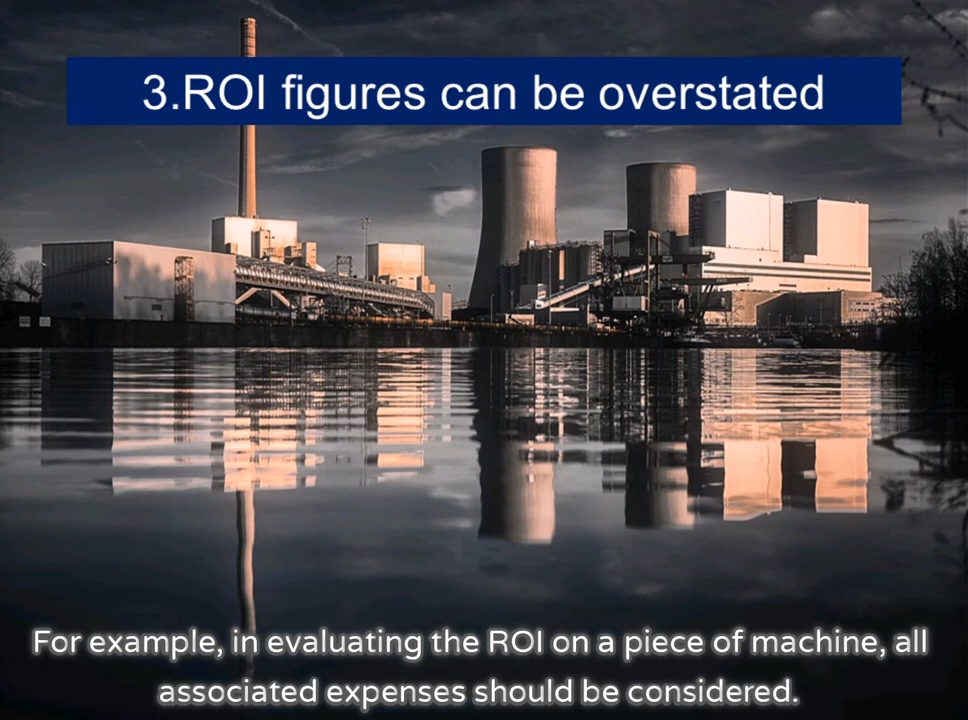 3.ROI figures can be overstated
For example, in evaluating the ROI on a piece of machine, all
associated expenses should be considered.